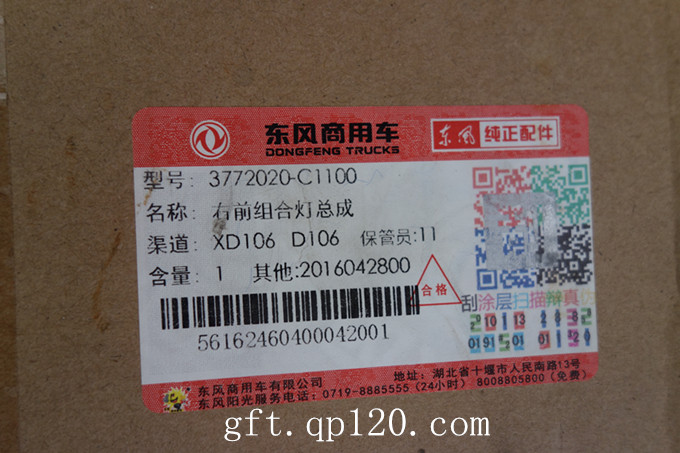 东风商用车
DONGFENG TRUCKS
东风 纯正配件
型号: 3772020-C1100
名称: 右前组合灯总成
渠道: XD106 D106 保管员:11
含量: 1 其他:2016042800
合格
刮涂层扫描辩真伪
56162460400042001
东风商用车有限公司
东风阳光服务电话: 0719-8885555 (24小时) 8008805800 (免费)
地址: 湖北省十堰市人民南路13号
gft.qp120.com